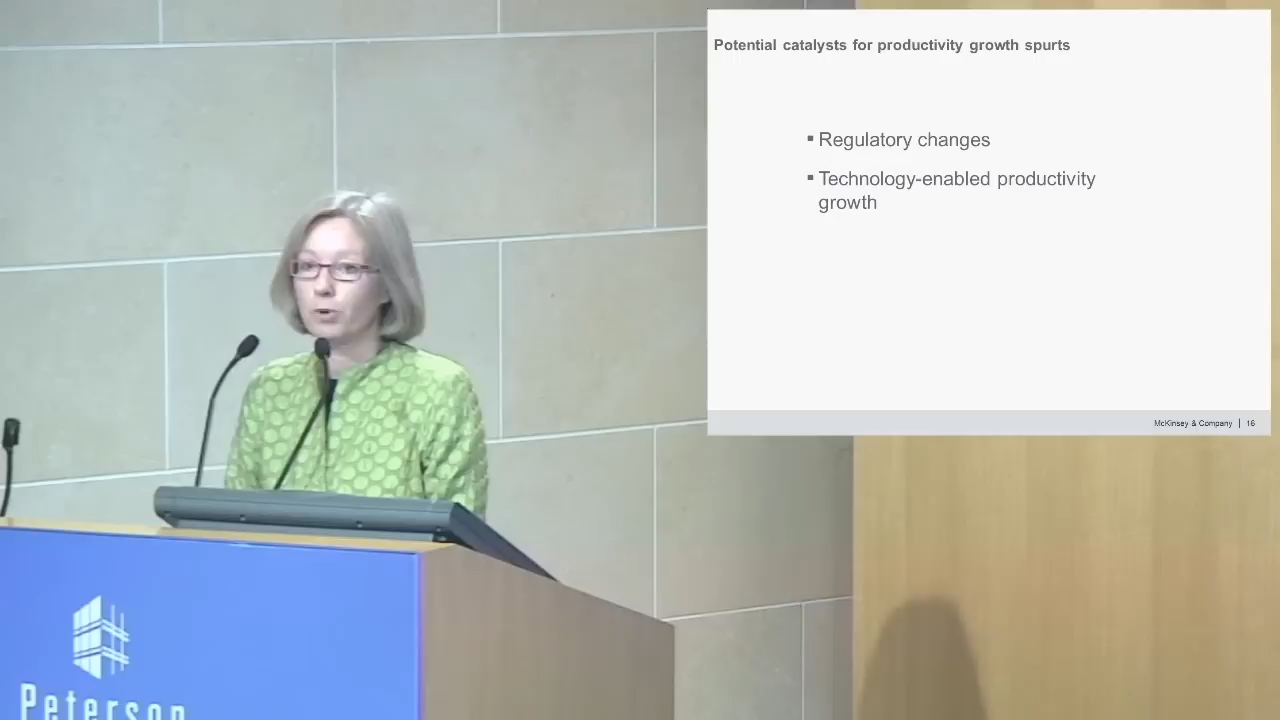 Potential catalysts for productivity growth spurts
▪ Regulatory changes
▪ Technology-enabled productivity
growth
McKinsey & Company | 16
Peterson